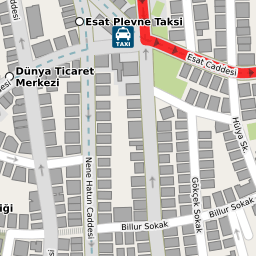 Esat Plevne Taksi
TAXI
Esat Caddesi
Dünya Ticaret
Merkezi
Hülya Sk.
Nene Hatun Caddesi
Gökçek Sokak
Billur Sokak
Billur Sokak